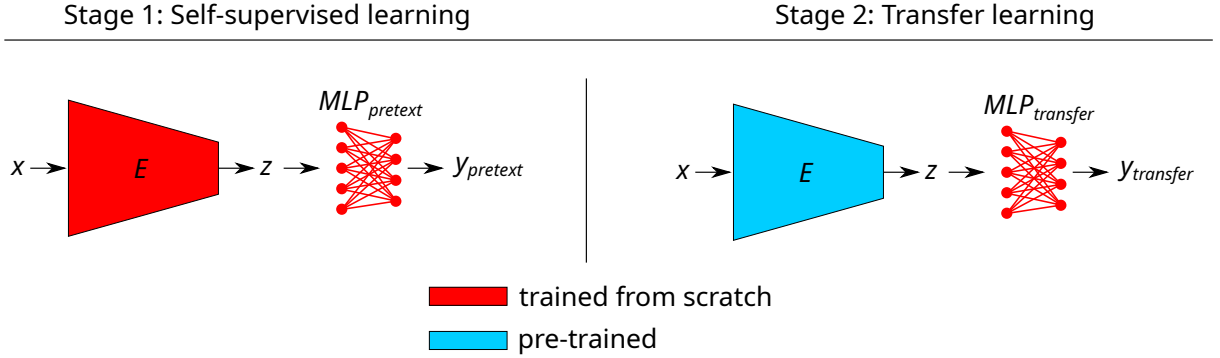 Stage 1: Self-supervised learning
Stage 2: Transfer learning
MLPpretext
x
E
z
ypretext
MLPtransfer
x
E
z
ytransfer
trained from scratch
pre-trained